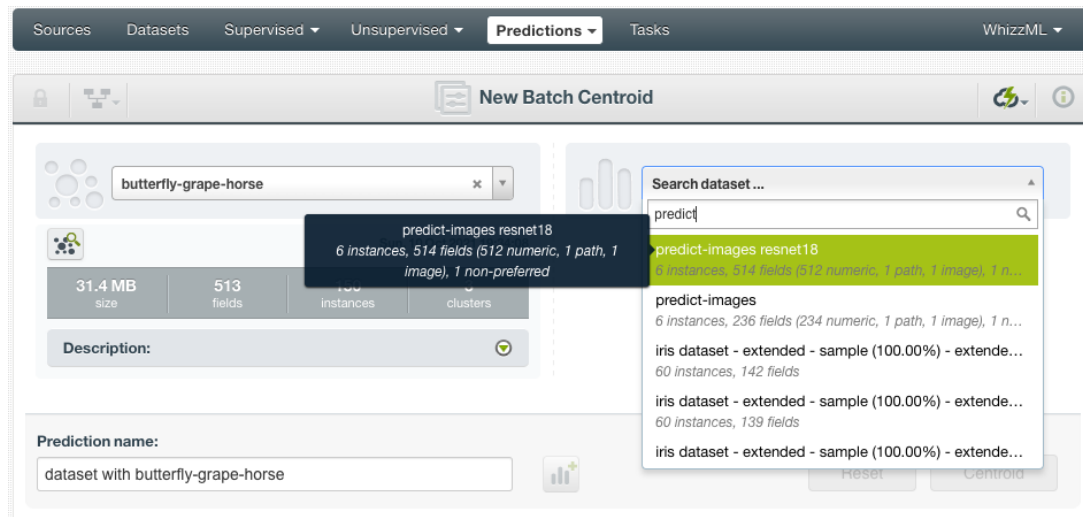 Sources Datasets Supervised Unsupervised Predictions Tasks WhizzML
New Batch Centroid
butterfly-grape-horse
Search dataset ...
predict
predict-images resnet18
6 instances, 514 fields (512 numeric, 1 path, 1
image), 1 non-preferred
predict-images resnet18
6 instances, 514 fields (512 numeric, 1 path, 1 image), 1 n...
31.4 MB 513
size fields instances clusters
predict-images
6 instances, 236 fields (234 numeric, 1 path, 1 image), 1 n...
iris dataset - extended - sample (100.00%) - extende...
60 instances, 142 fields
iris dataset - extended - sample (100.00%) - extende...
60 instances, 139 fields
iris dataset - extended - sample (100.00%) - extende...
Description:
Prediction name:
dataset with butterfly-grape-horse
Reset Centroid